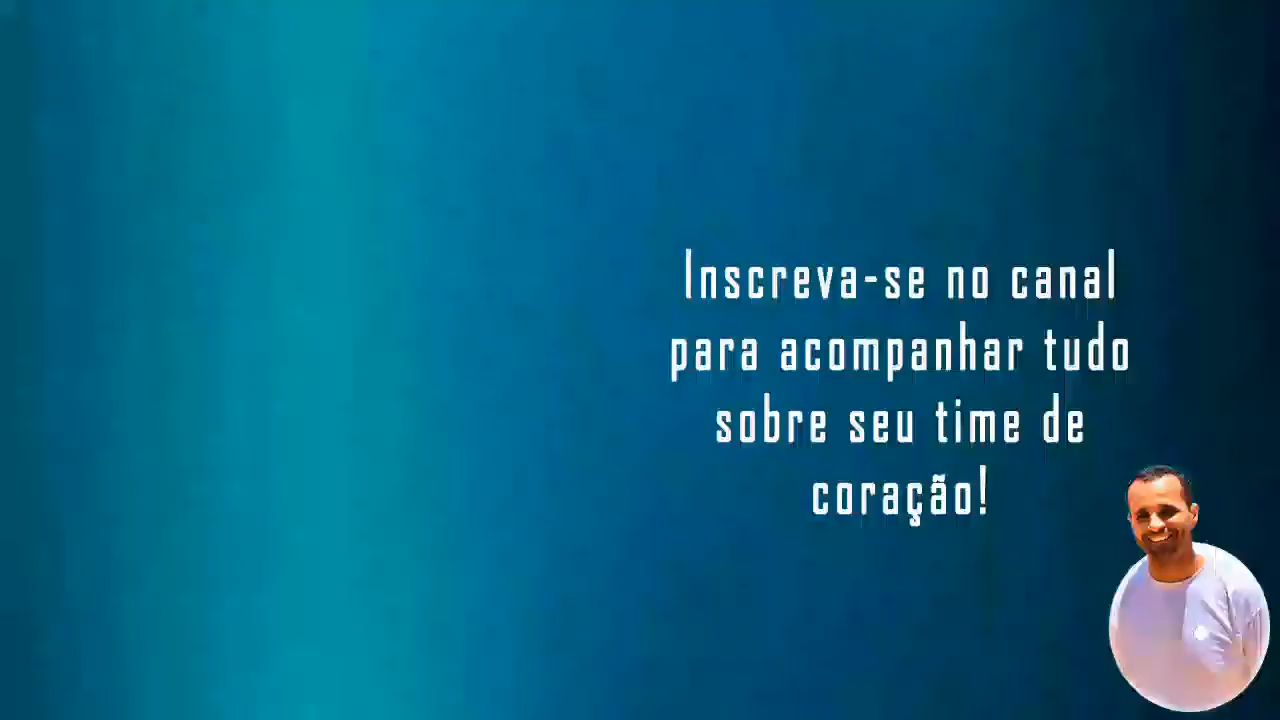 Inscreva-se no canal
para acompanhar tudo
sobre seu time de
coração!